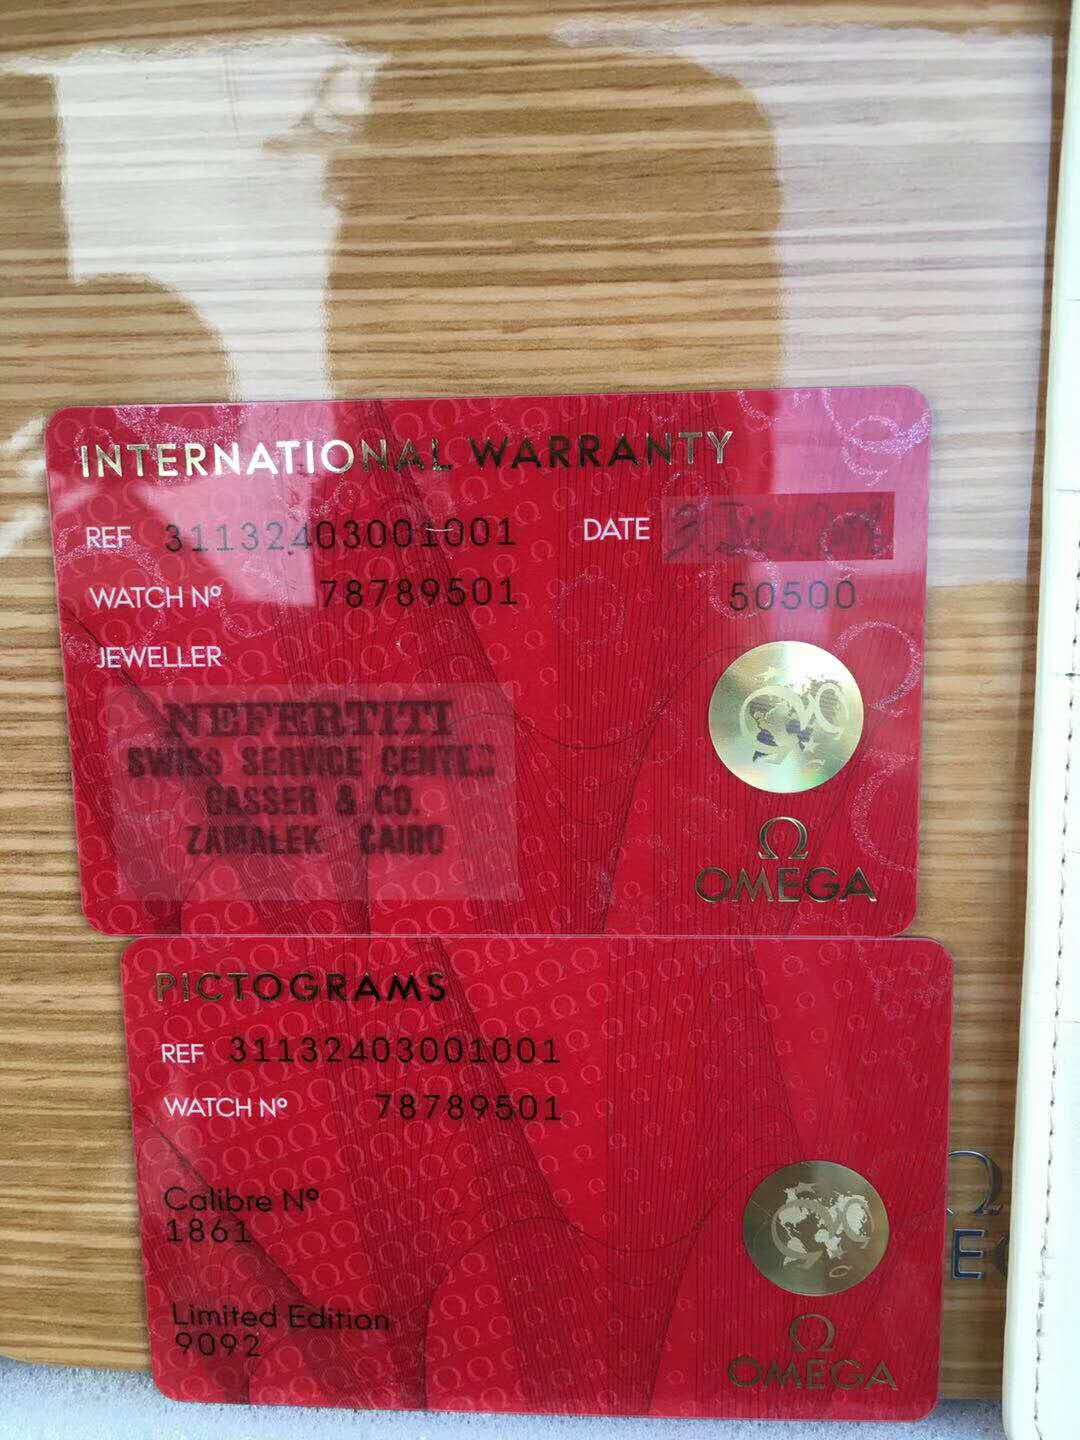 INTERNATIONAL WARRANTY
REF 31132403001001 DATE
WATCH Nº 78789501 50500
JEWELLER
NEFERTITI
SWISS SERVICE CENTER
GASSER & CO.
ZAMALEK CAIRO
Ω
OMEGA
PICTOGRAMS
REF 31132403001001
WATCH Nº 78789501
Calibre Nº
1861
Limited Edition
9092
Ω
OMEGA